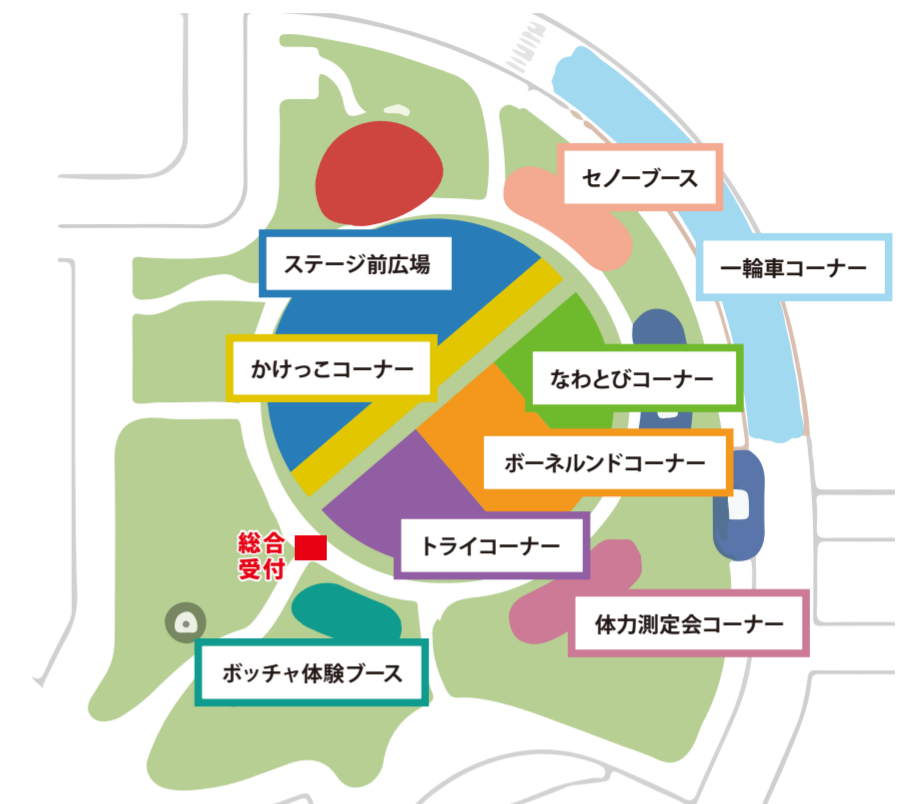 セノーブース
一輪車コーナー
ステージ前広場
かけっこコーナー
なわとびコーナー
ボーネルンドコーナー
トライコーナー
総合
受付
体力測定会コーナー
ボッチャ体験ブース